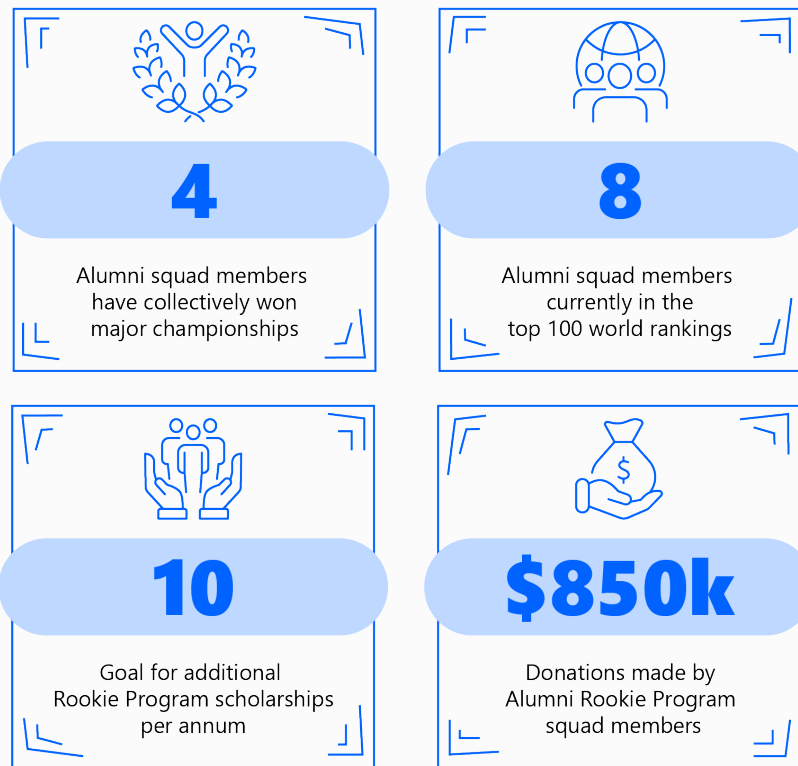 4
Alumni squad members
have collectively won
major championships
8
Alumni squad members
currently in the
top 100 world rankings
10
Goal for additional
Rookie Program scholarships
per annum
$
$850k
Donations made by
Alumni Rookie Program
squad members